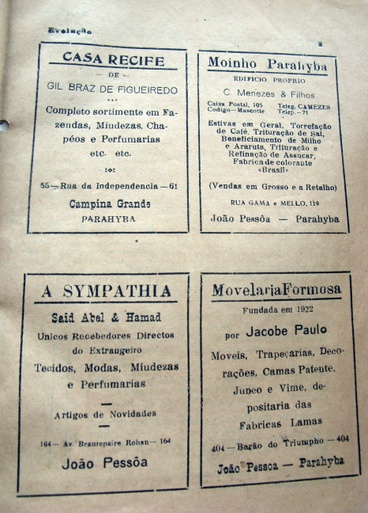 Evolução
CASA RECIFE
— DE —
GIL BRAZ DE FIGUEIREDO
Completo sortimento em Fa-
zendas, Miudezas, Cha-
péos e Perfumarias
etc. etc.
55—Rua da Independencia—61
Campina Grande
PARAHYBA
Moinho Parahyba
EDIFICIO PROPRIO
C. Menezes & Filhos
Caixa Postal, 105 Teleg. CAMEZES
Codigo—Mascotte Telep.—71
Estivas em Geral, Torrefação
de Café, Trituração de Sal,
Beneficiamento de Milho
e Araruta, Trituração e
Refinação de Assucar,
Fabrica de colorante
«Brasil»
(Vendas em Grosso e a Retalho)
RUA GAMA e MELLO, 119
João Pessôa — Parahyba
A SYMPATHIA
Said Abel & Hamad
Unicos Recebedores Directos
do Extrangeiro
Tecidos, Modas, Miudezas
e Perfumarias
Artigos de Novidades
164— Av. Beaurepaire Rohan—164
João Pessôa
Movelaria Formosa
Fundada em 1922
por Jacobe Paulo
Moveis, Trapeçarias, Deco-
rações, Camas Patente,
Junco e Vime, de-
positaria das
Fabricas Lamas
404—Barão do Triumpho—404
João Pessoa — Parahyba